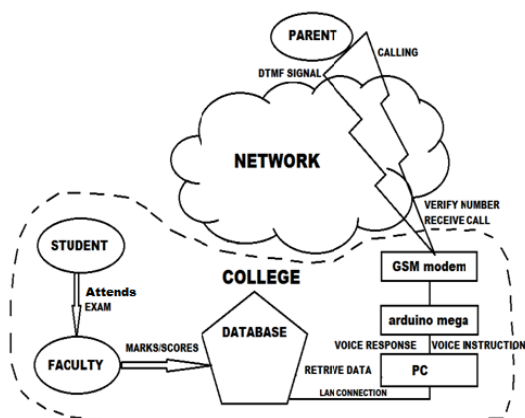 PARENT
CALLING
DTMF SIGNAL
NETWORK
VERIFY NUMBER
RECEIVE CALL
STUDENT
COLLEGE
GSM modem
Attends
EXAM
DATABASE
arduino mega
MARKS/SCORES
VOICE RESPONSE
VOICE INSTRUCTION
FACULTY
RETRIVE DATA
PC
LAN CONNECTION